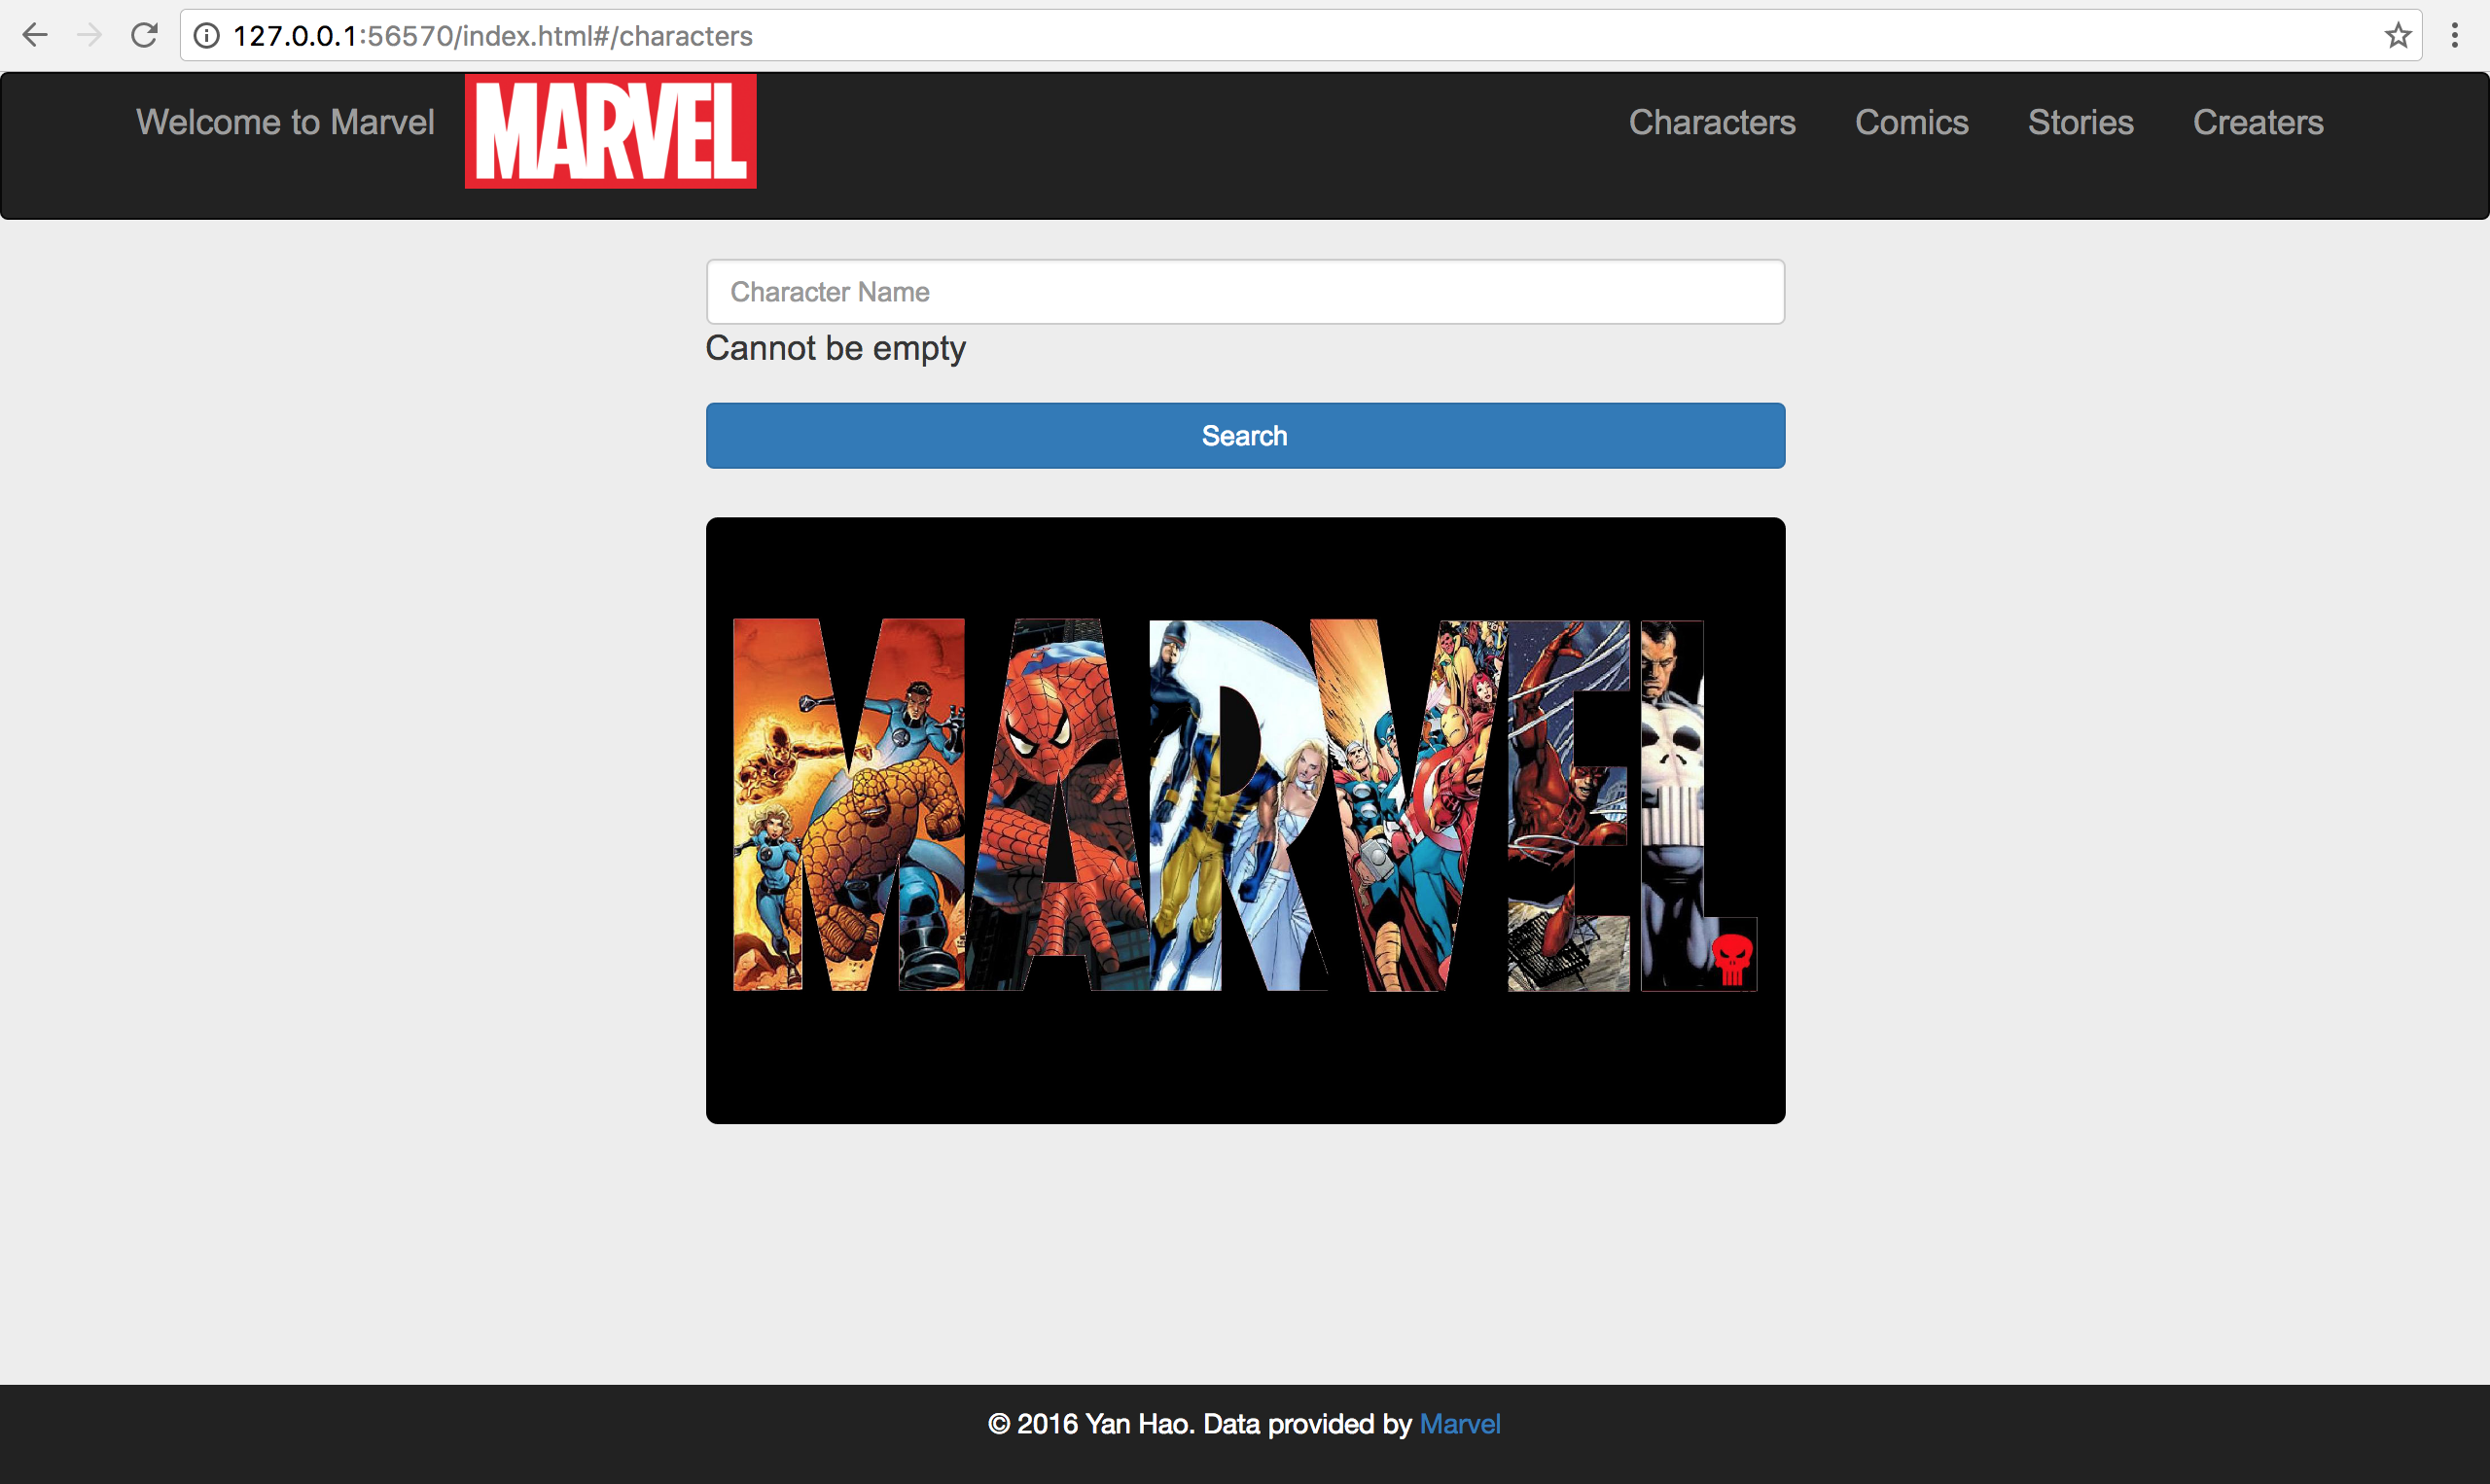 127.0.0.1:56570/index.html#/characters
Welcome to Marvel MARVEL Characters Comics Stories Creaters
Character Name
Cannot be empty
Search
MARVEL
© 2016 Yan Hao. Data provided by Marvel